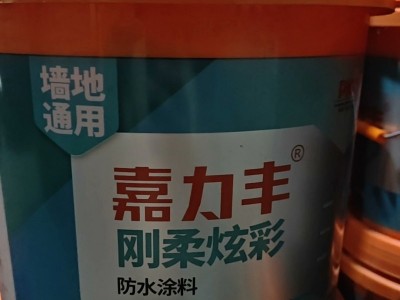 墙地
通用
嘉力丰®
刚柔炫彩
防水涂料